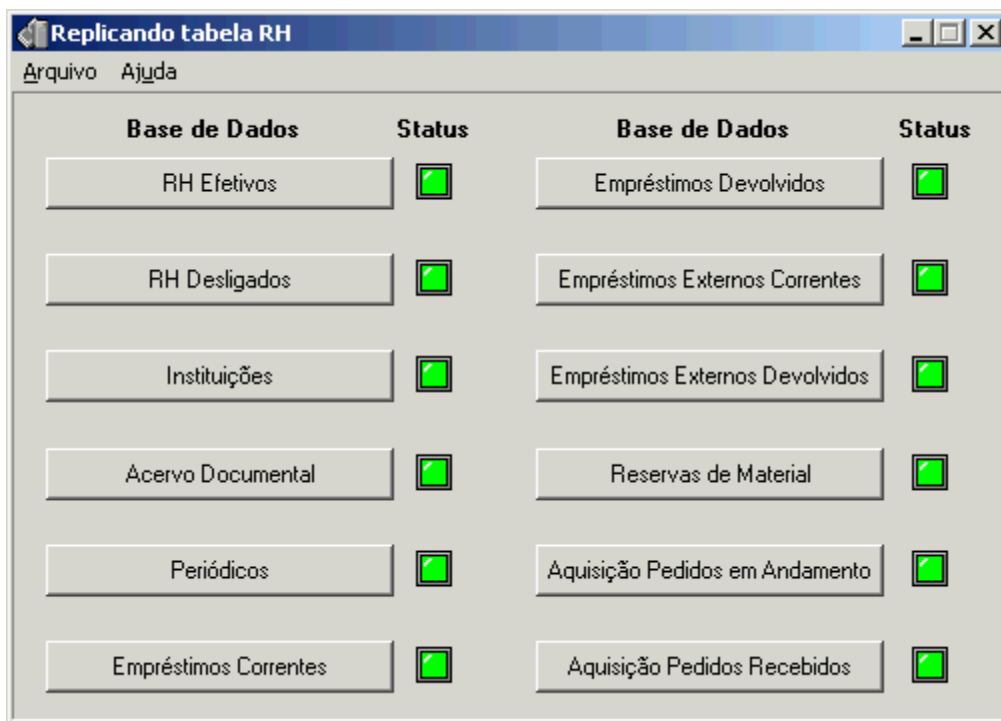 Replicando tabela RH
Arquivo Ajuda
Base de Dados Status Base de Dados Status
RH Efetivos Empréstimos Devolvidos
RH Desligados Empréstimos Externos Correntes
Instituições Empréstimos Externos Devolvidos
Acervo Documental Reservas de Material
Periódicos Aquisição Pedidos em Andamento
Empréstimos Correntes Aquisição Pedidos Recebidos